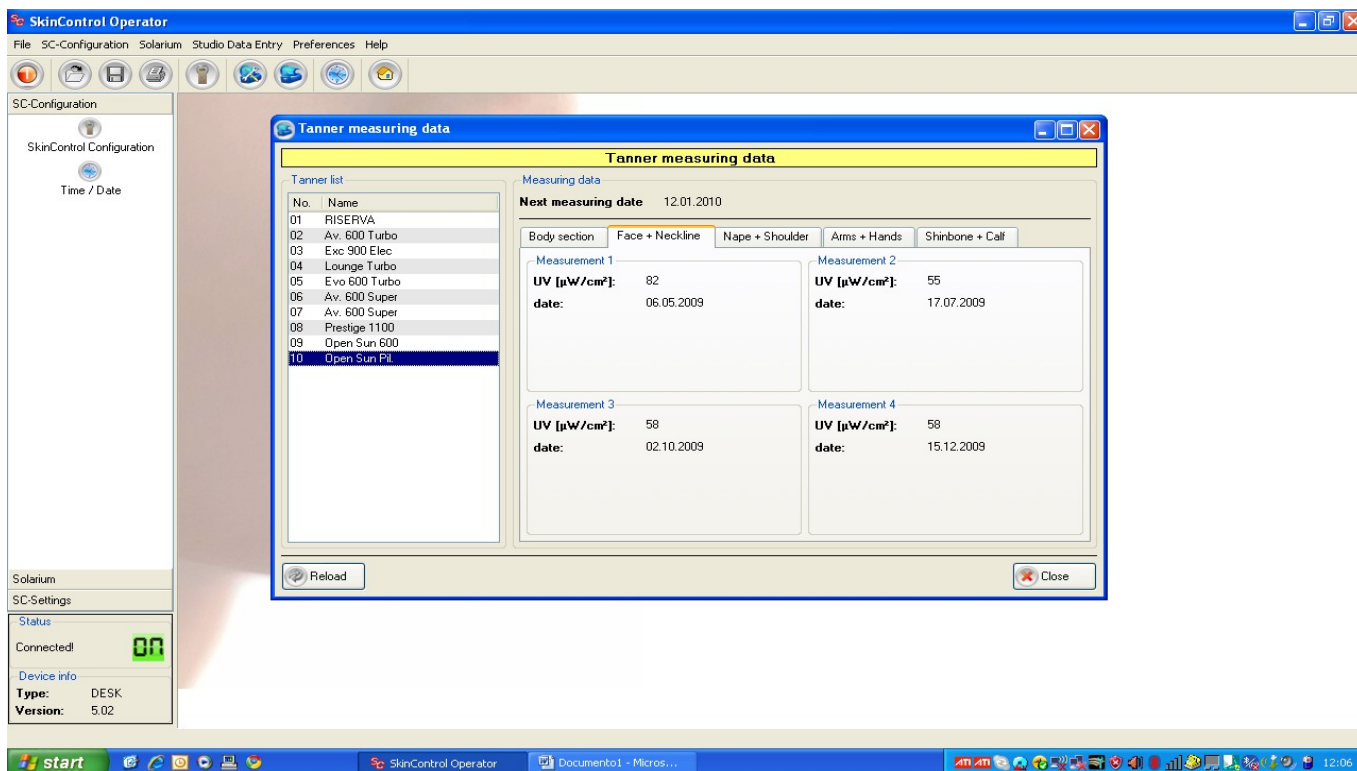 SkinControl Operator
File SC-Configuration Solarium Studio Data Entry Preferences Help
SC-Configuration
SkinControl Configuration
Time / Date
Tanner measuring data
Tanner measuring data
Tanner list
No. Name
01 RISERVA
02 Av. 600 Turbo
03 Exc 900 Elec
04 Lounge Turbo
05 Evo 600 Turbo
06 Av. 600 Super
07 Av. 600 Super
08 Prestige 1100
09 Open Sun 600
10 Open Sun Pil.
Measuring data
Next measuring date 12.01.2010
Body section Face + Neckline Nape + Shoulder Arms + Hands Shinbone + Calf
Measurement 1
UV [µW/cm²]: 82
date: 06.05.2009
Measurement 2
UV [µW/cm²]: 55
date: 17.07.2009
Measurement 3
UV [µW/cm²]: 58
date: 02.10.2009
Measurement 4
UV [µW/cm²]: 58
date: 15.12.2009
Reload
Close
Solarium
SC-Settings
Status
Connected! ON
Device info
Type: DESK
Version: 5.02
start
SkinControl Operator
Documento1 - Micros...
ATI ATI
12:06